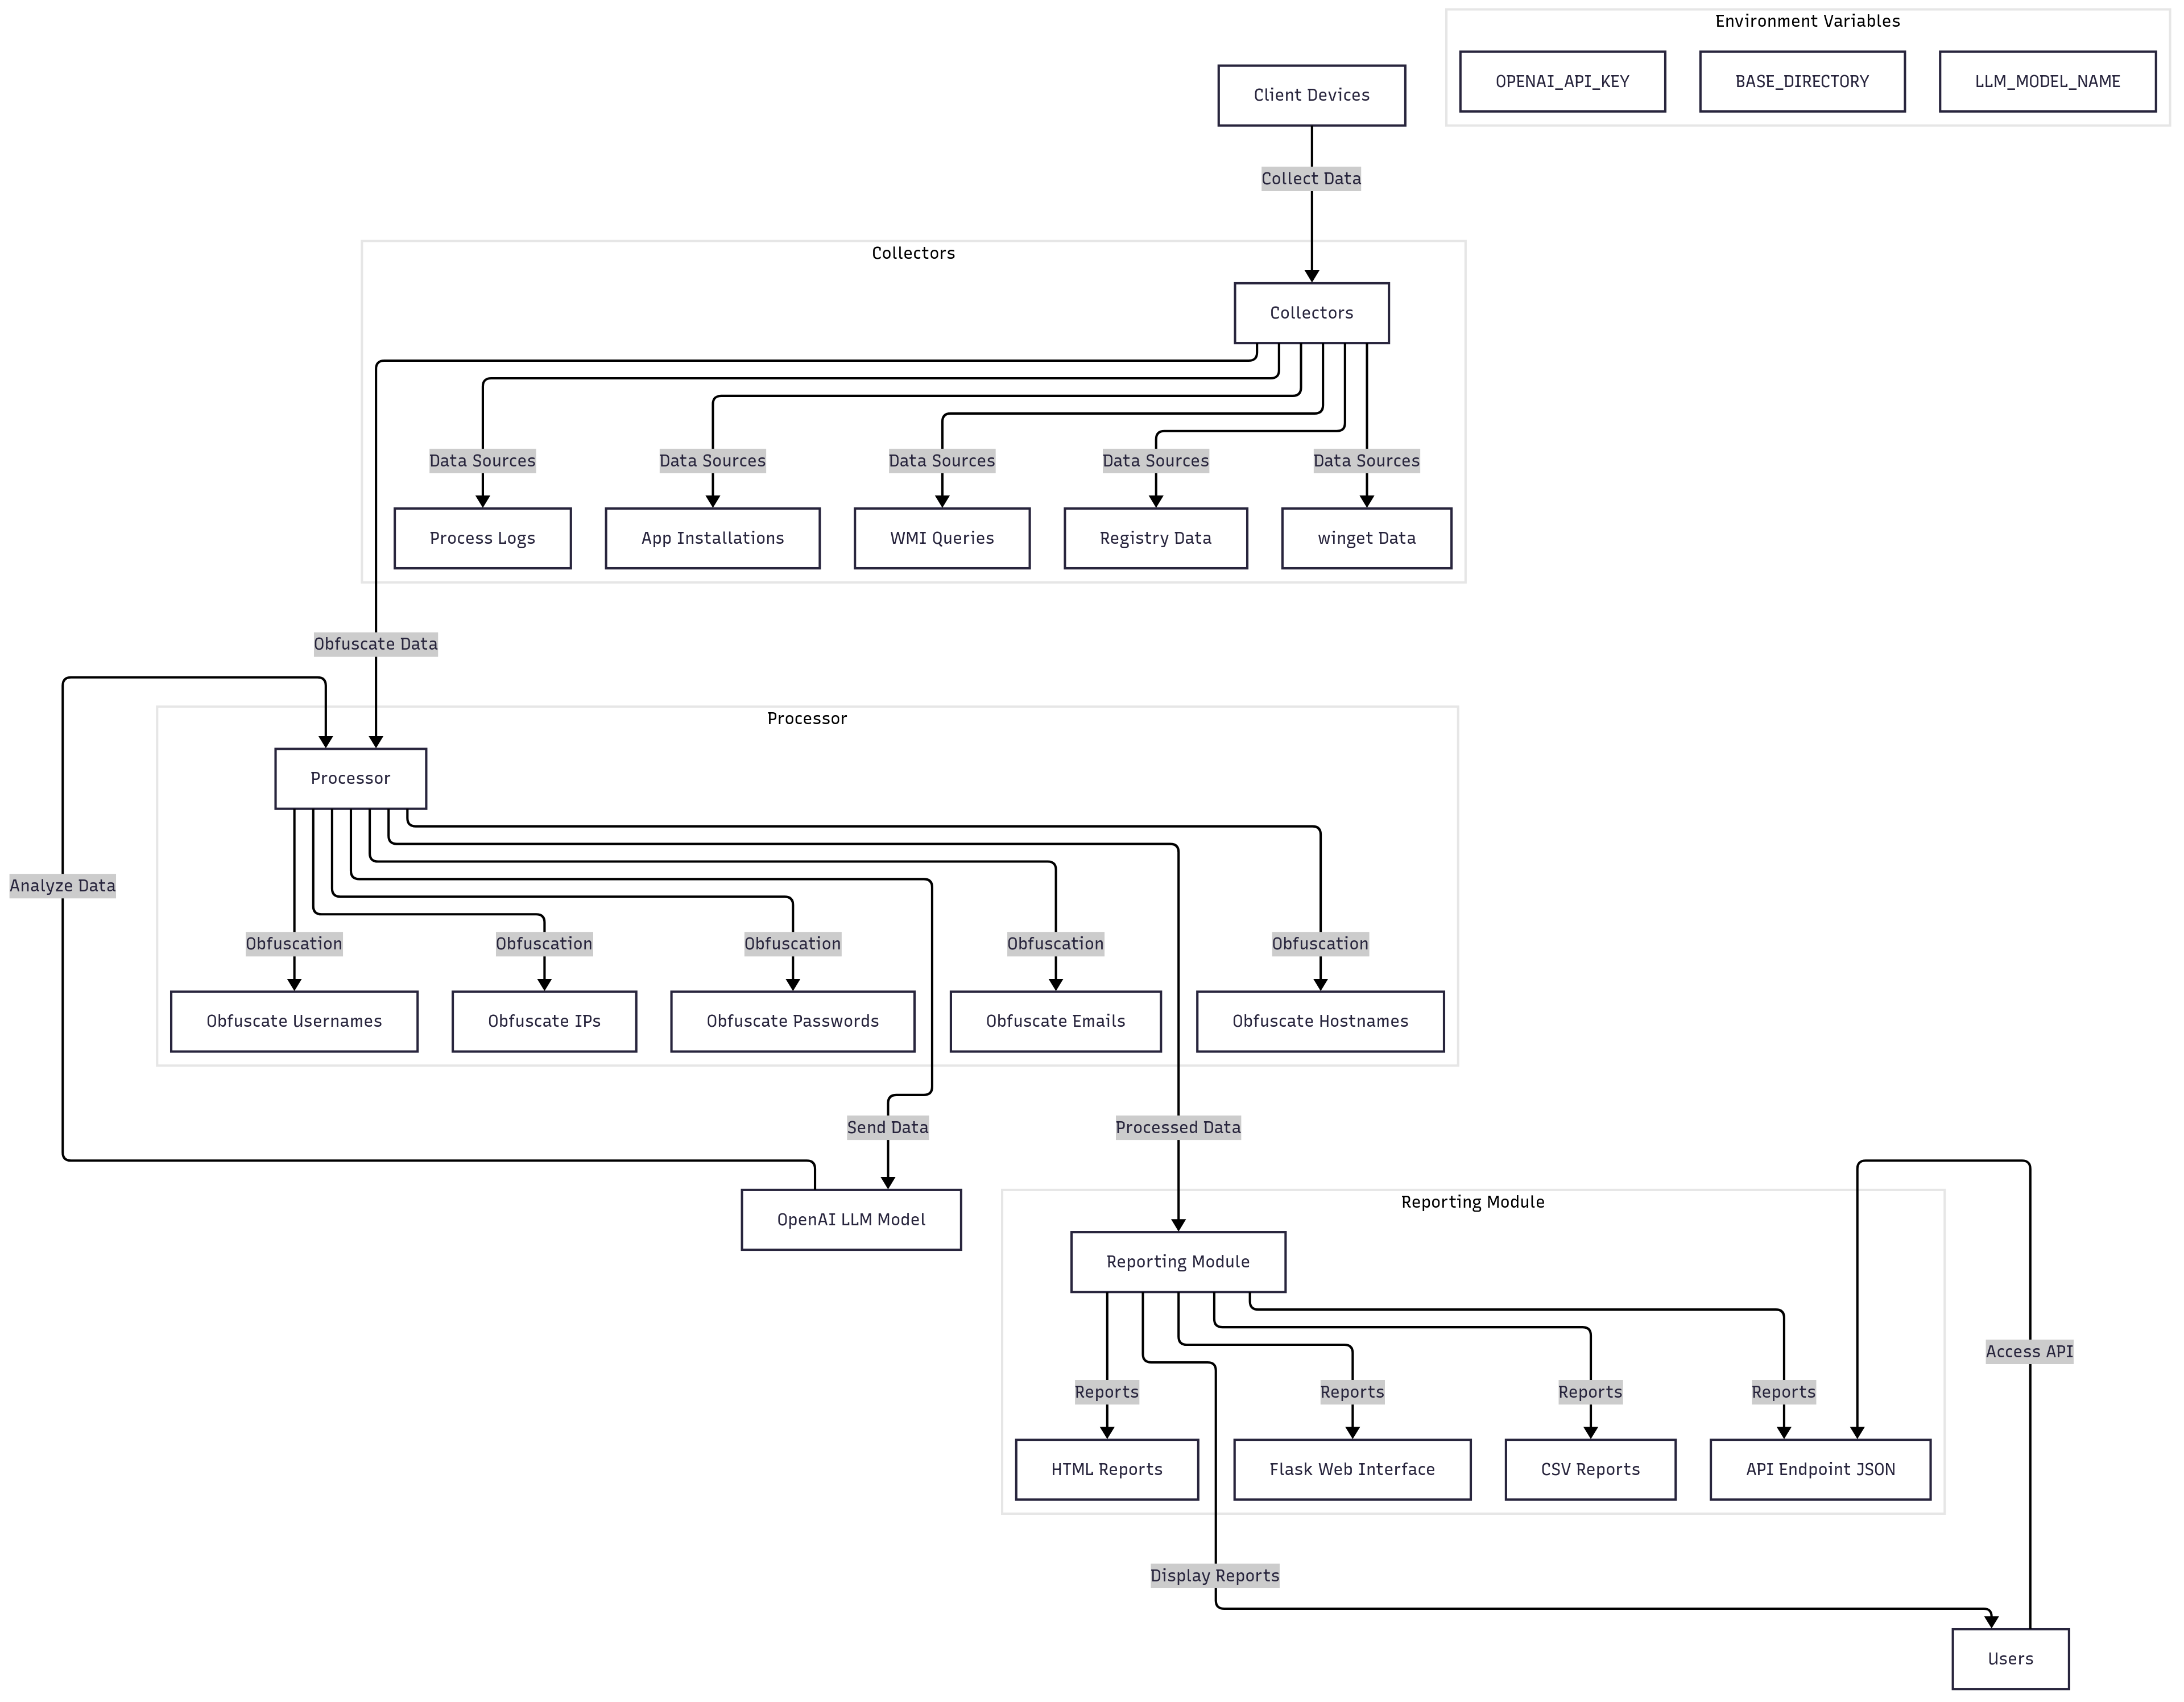 Environment Variables
OPENAI_API_KEY
BASE_DIRECTORY
LLM_MODEL_NAME
Client Devices
Collect Data
Collectors
Collectors
Data Sources
Data Sources
Data Sources
Data Sources
Data Sources
Process Logs
App Installations
WMI Queries
Registry Data
winget Data
Obfuscate Data
Processor
Processor
Analyze Data
Obfuscation
Obfuscation
Obfuscation
Obfuscation
Obfuscation
Obfuscate Usernames
Obfuscate IPs
Obfuscate Passwords
Obfuscate Emails
Obfuscate Hostnames
Send Data
Processed Data
OpenAI LLM Model
Reporting Module
Reporting Module
Access API
Reports
Reports
Reports
Reports
HTML Reports
Flask Web Interface
CSV Reports
API Endpoint JSON
Display Reports
Users